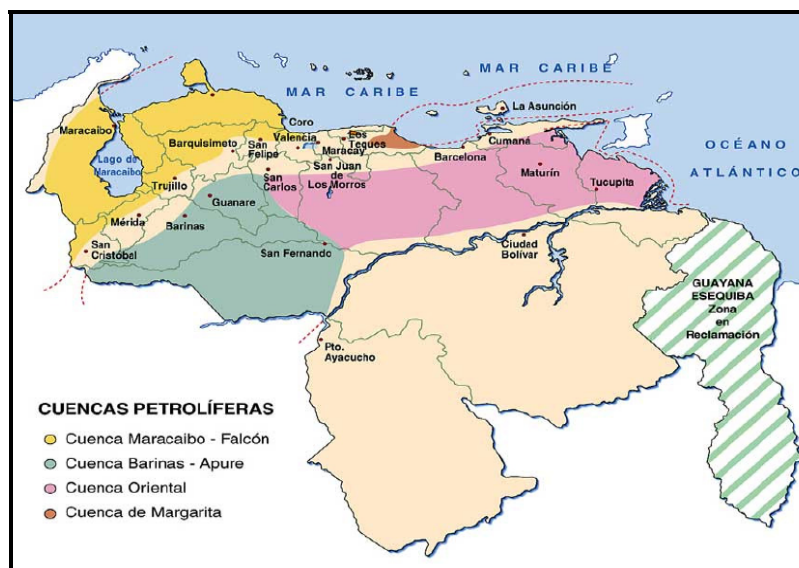 MAR CARIBE
MAR CARIBE
La Asunción
Maracaibo
Coro
Barquisimeto
San
Felipe
Valencia
Los
Teques
Maracay
Cumaná
Barcelona
OCÉANO
ATLÁNTICO
Lago de
Maracaibo
Trujillo
San
Carlos
San Juan
de
Los Morros
Maturín
Tucupita
Guanare
Mérida
Barinas
San
Cristóbal
San Fernando
Ciudad
Bolívar
GUAYANA
ESEQUIBA
Zona
en
Reclamación
Pto.
Ayacucho
CUENCAS PETROLÍFERAS
Cuenca Maracaibo - Falcón
Cuenca Barinas - Apure
Cuenca Oriental
Cuenca de Margarita